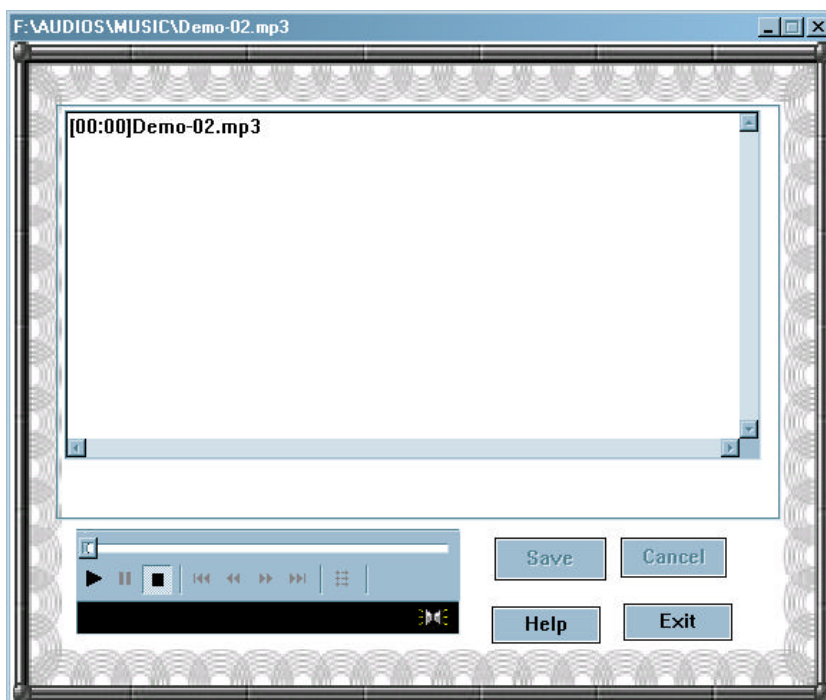 F:\AUDIOS\MUSIC\Demo-02.mp3
[00:00]Demo-02.mp3
Save
Cancel
Help
Exit